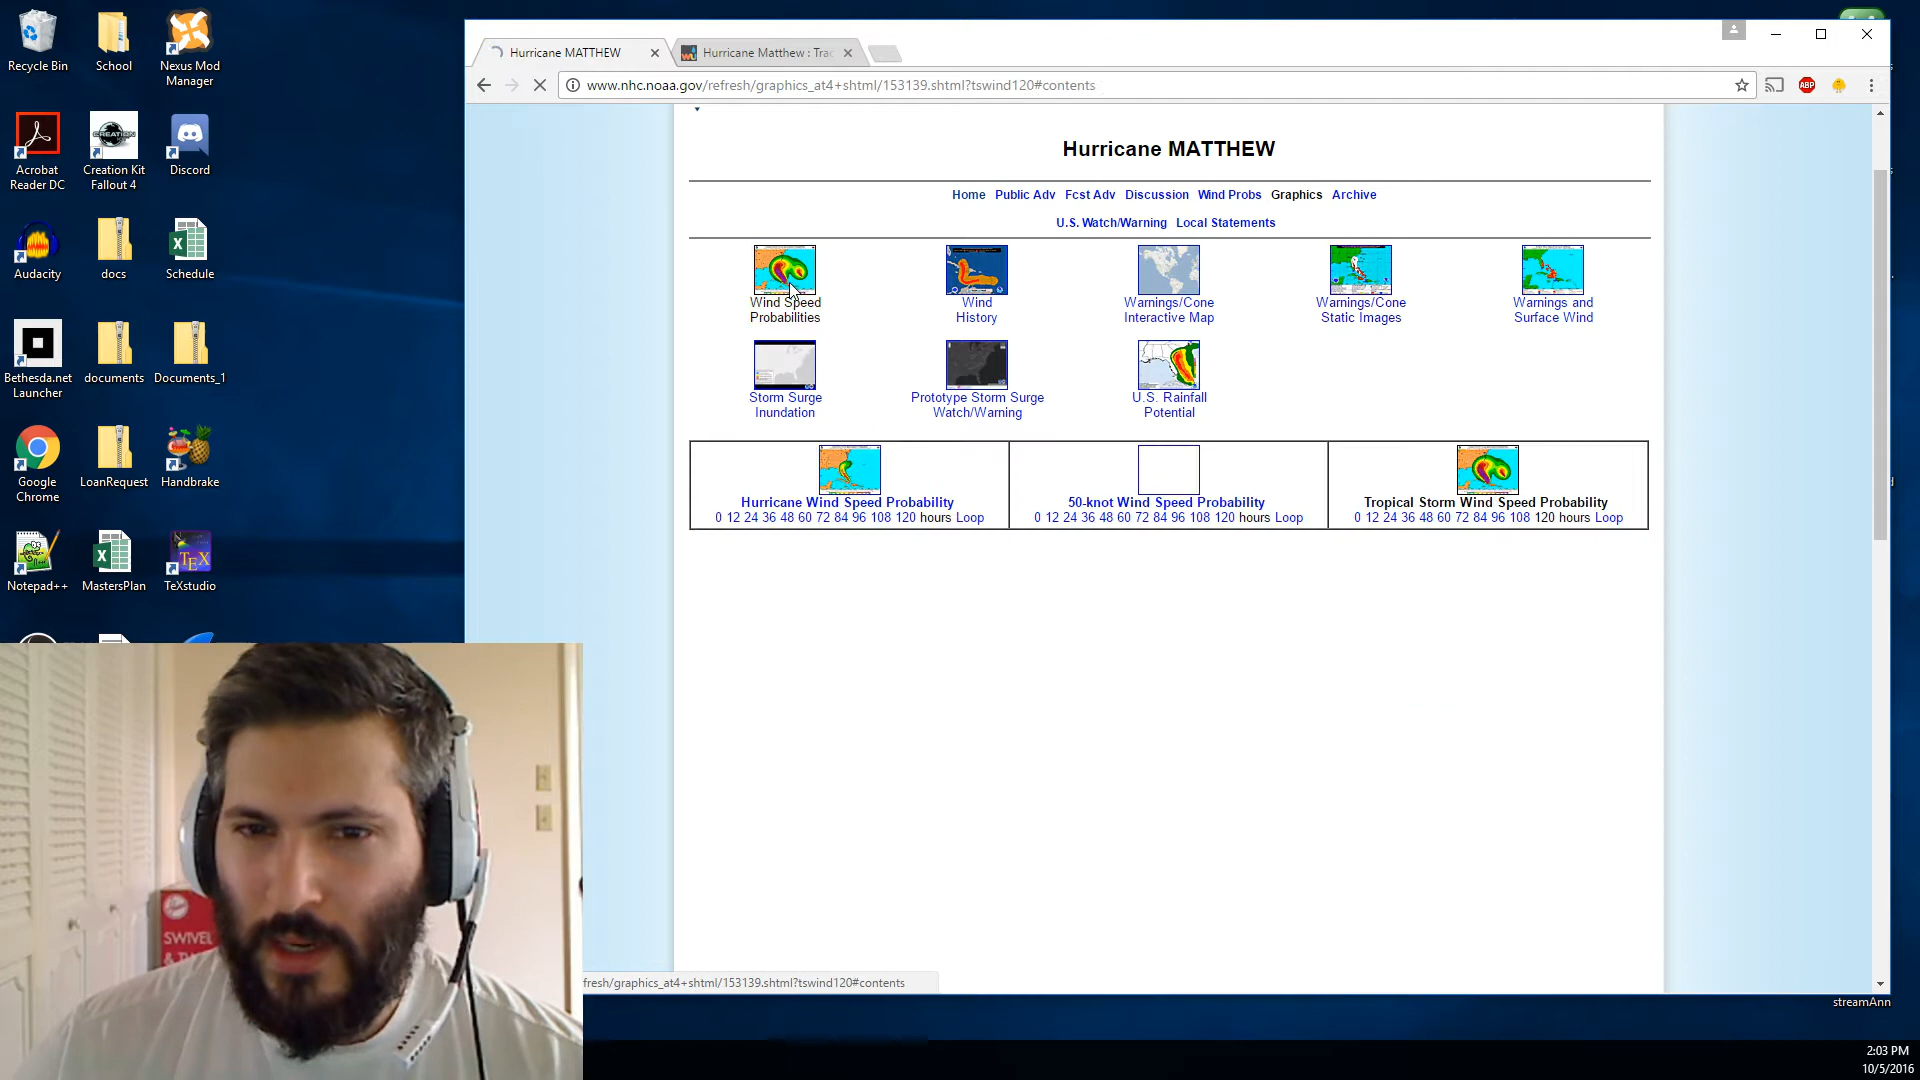 Recycle Bin
School
Nexus Mod
Manager
Acrobat
Reader DC
CREATION
Creation Kit
Fallout 4
Discord
Audacity
docs
Schedule
Bethesda.net
Launcher
documents
Documents_1
Google
Chrome
LoanRequest
Handbrake
Notepad++
MastersPlan
TEX
TeXstudio
Hurricane MATTHEW
Hurricane Matthew : Trac
www.nhc.noaa.gov/refresh/graphics_at4+shtml/153139.shtml?tswind120#contents
ABP
Hurricane MATTHEW
Home Public Adv Fcst Adv Discussion Wind Probs Graphics Archive
U.S. Watch/Warning Local Statements
Wind Speed
Probabilities
Wind
History
Warnings/Cone
Interactive Map
Warnings/Cone
Static Images
Warnings and
Surface Wind
Storm Surge
Inundation
Prototype Storm Surge
Watch/Warning
U.S. Rainfall
Potential
Hurricane Wind Speed Probability
0 12 24 36 48 60 72 84 96 108 120 hours Loop
50-knot Wind Speed Probability
0 12 24 36 48 60 72 84 96 108 120 hours Loop
Tropical Storm Wind Speed Probability
0 12 24 36 48 60 72 84 96 108 120 hours Loop
SWIVEL
fresh/graphics_at4+shtml/153139.shtml?tswind120#contents
streamAnn
2:03 PM
10/5/2016